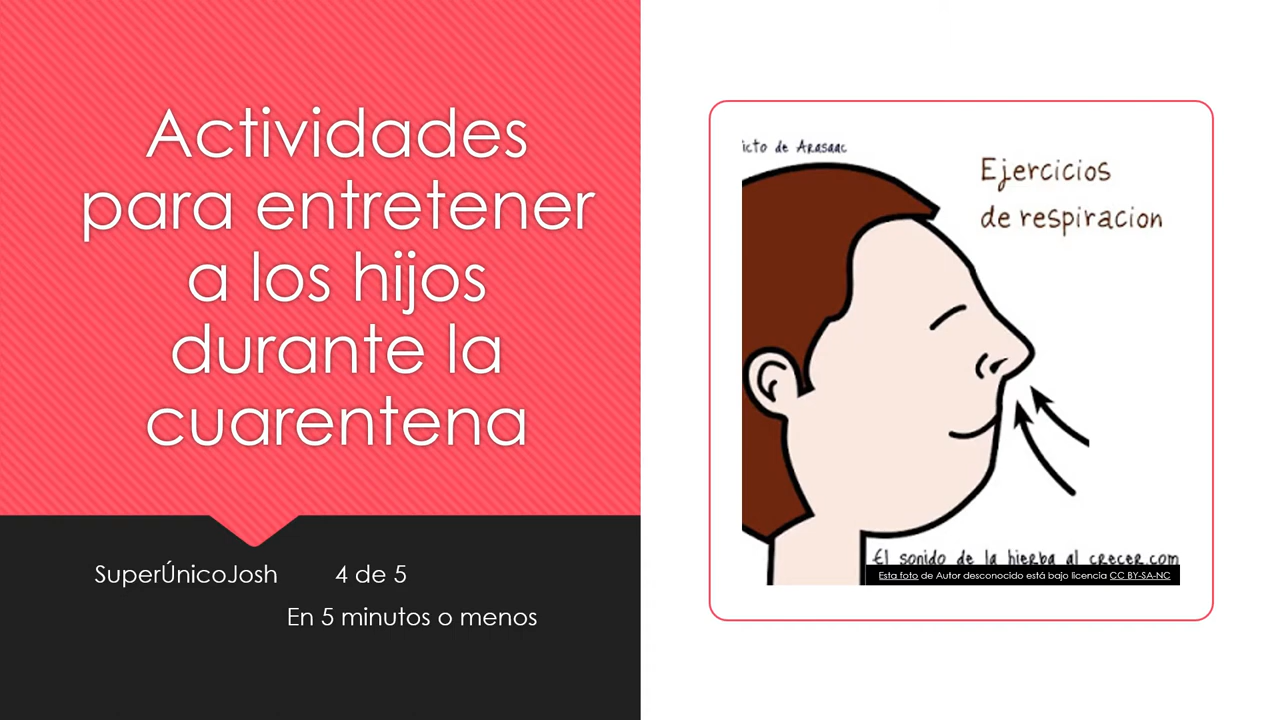 Actividades
para entretener
a los hijos
durante la
cuarentena
SuperÚnicoJosh 4 de 5
En 5 minutos o menos
icto de Arasaac
Ejercicios
de respiracion
El sonido de la hierba al crecer.com
Esta foto de Autor desconocido está bajo licencia CC BY-SA-NC